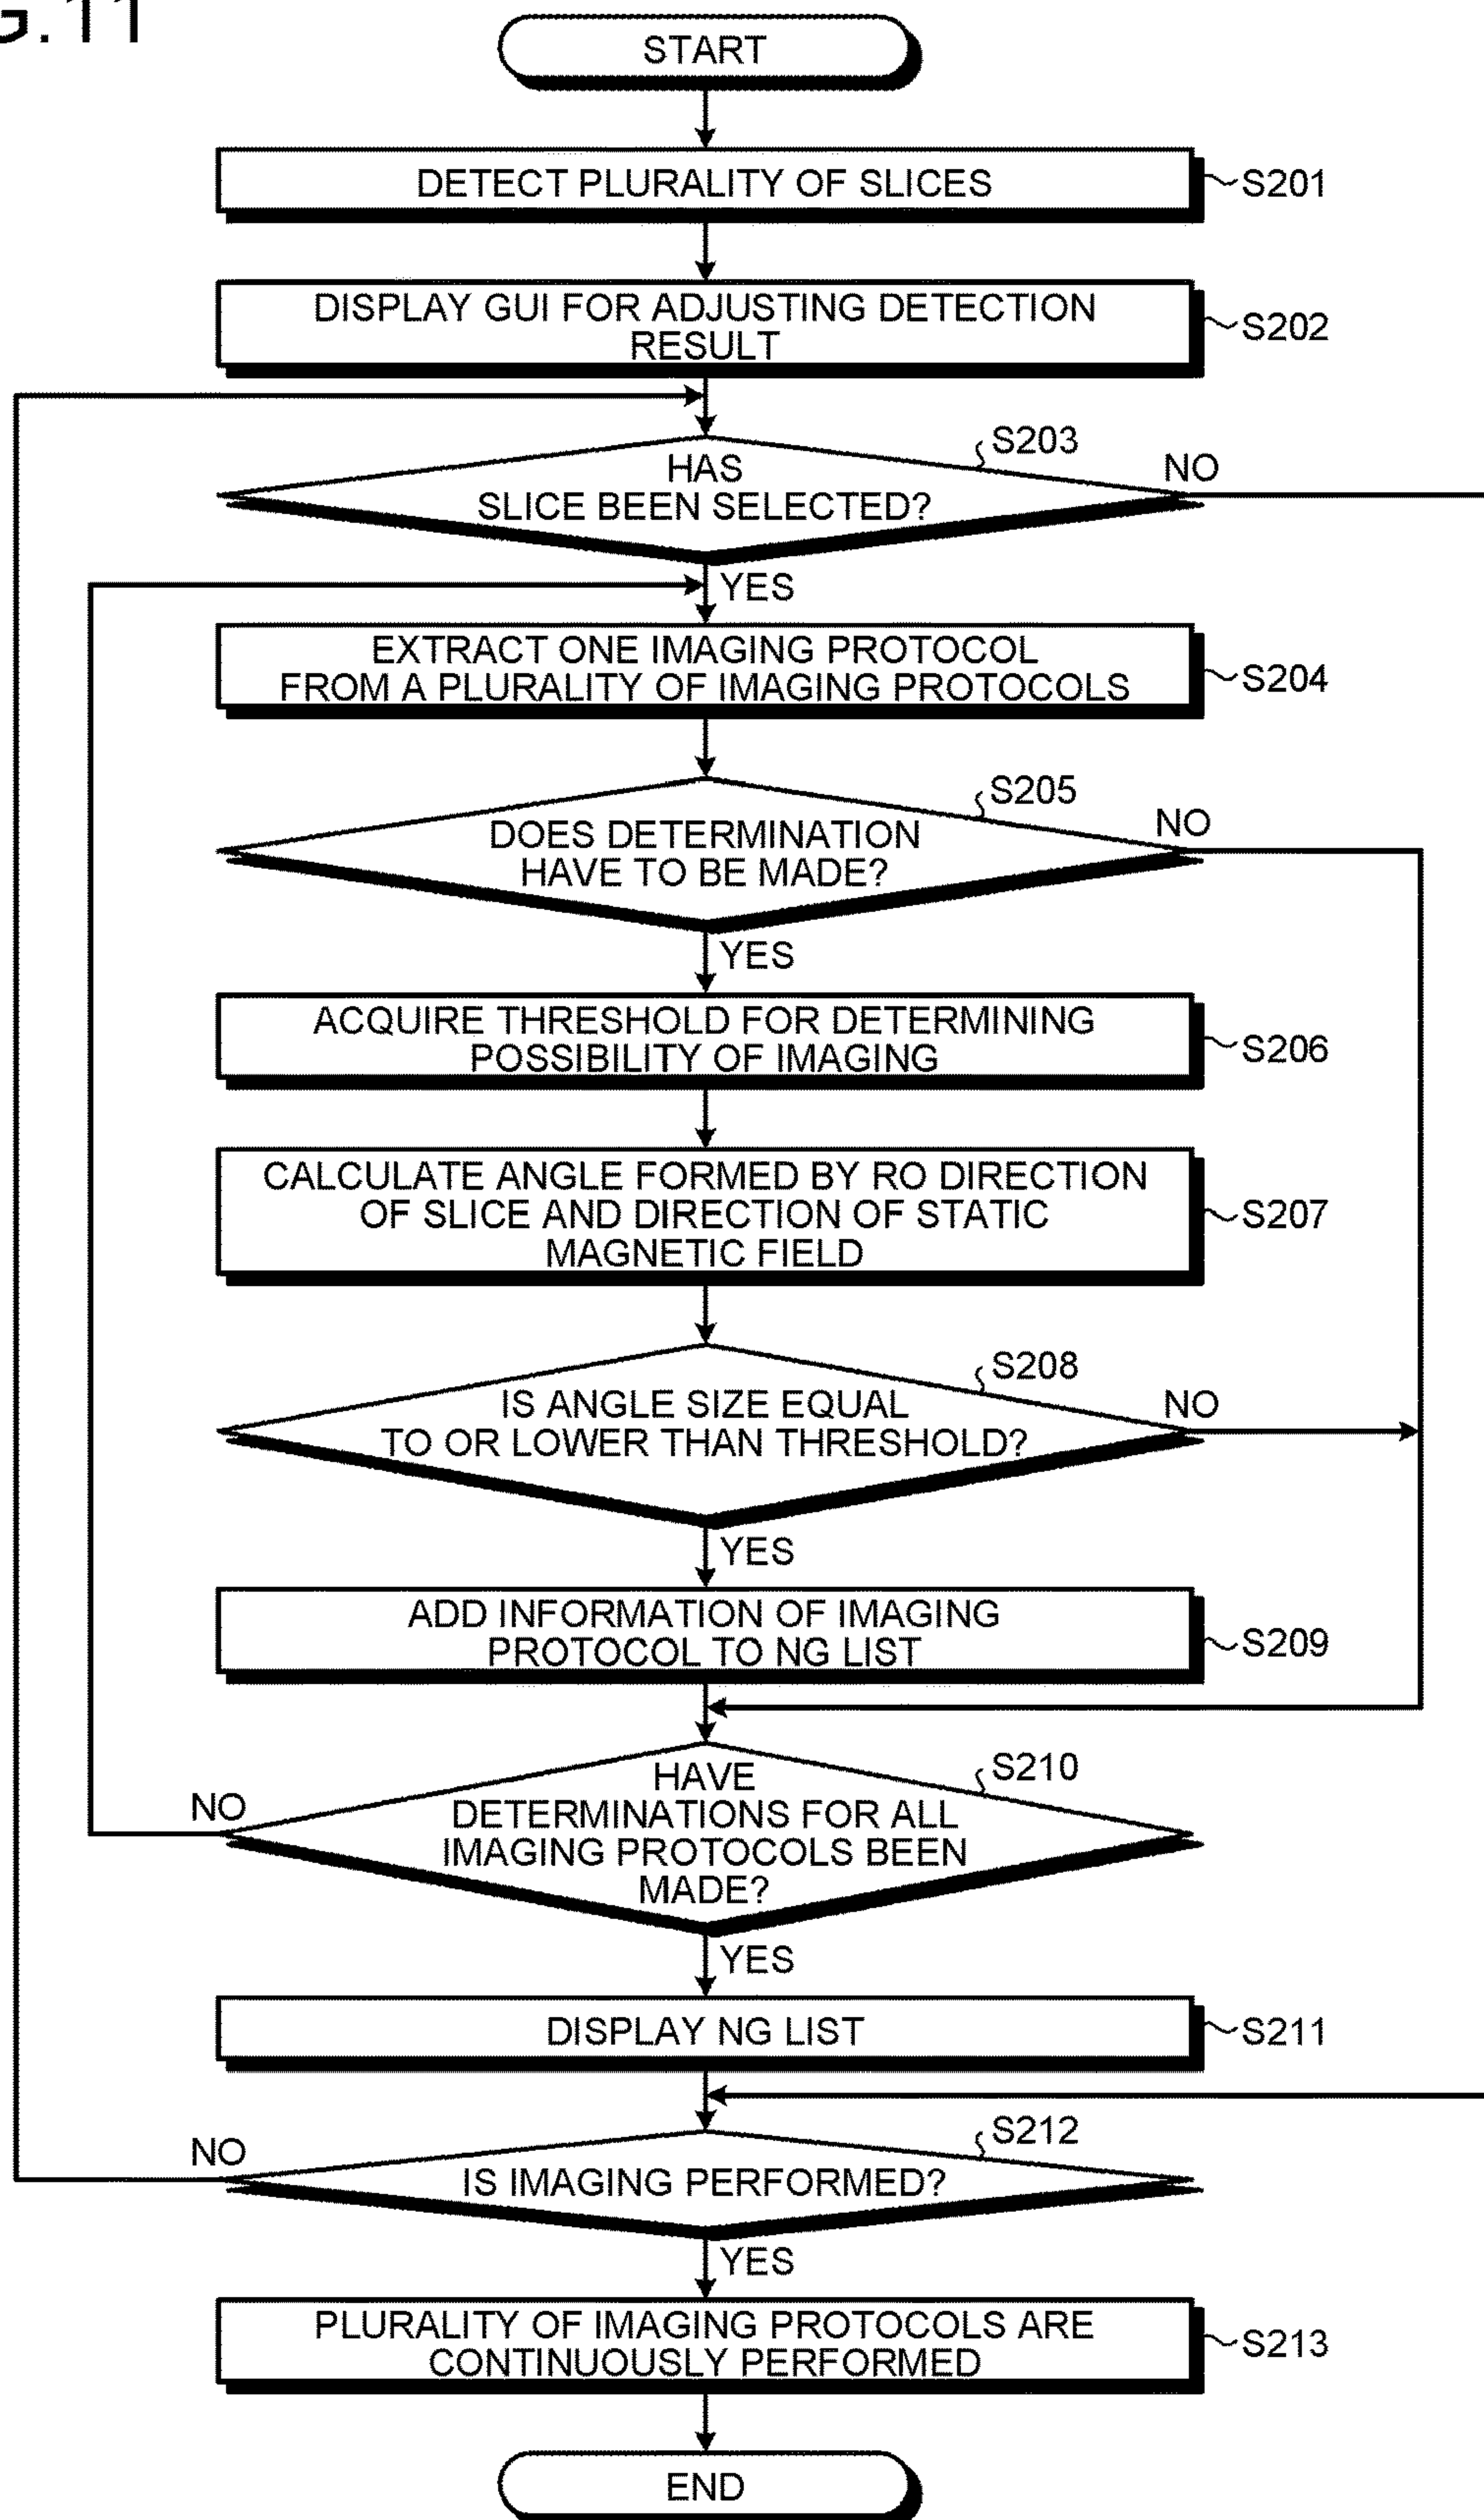 G.11
START
DETECT PLURALITY OF SLICES
S201
DISPLAY GUI FOR ADJUSTING DETECTION
RESULT
S202
S203
HAS
SLICE BEEN SELECTED?
NO
YES
EXTRACT ONE IMAGING PROTOCOL
FROM A PLURALITY OF IMAGING PROTOCOLS
S204
S205
DOES DETERMINATION
HAVE TO BE MADE?
NO
YES
ACQUIRE THRESHOLD FOR DETERMINING
POSSIBILITY OF IMAGING
S206
CALCULATE ANGLE FORMED BY RO DIRECTION
OF SLICE AND DIRECTION OF STATIC
MAGNETIC FIELD
S207
S208
IS ANGLE SIZE EQUAL
TO OR LOWER THAN THRESHOLD?
NO
YES
ADD INFORMATION OF IMAGING
PROTOCOL TO NG LIST
S209
S210
HAVE
DETERMINATIONS FOR ALL
IMAGING PROTOCOLS BEEN
MADE?
NO
YES
DISPLAY NG LIST
S211
S212
NO
IS IMAGING PERFORMED?
YES
PLURALITY OF IMAGING PROTOCOLS ARE
CONTINUOUSLY PERFORMED
S213
END